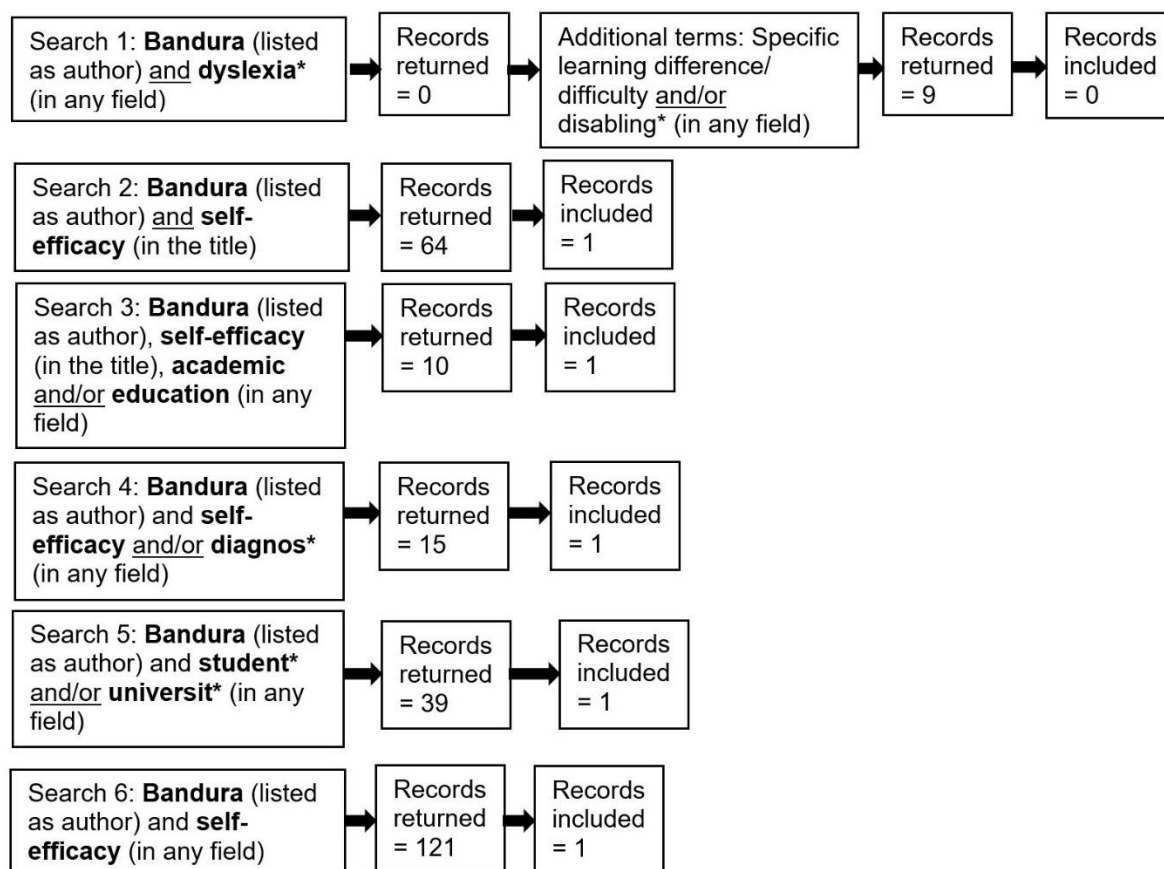 Search 1: Bandura (listed
as author) and dyslexia*
(in any field)
Records
returned
= 0
Additional terms: Specific
learning difference/
difficulty and/or
disabling* (in any field)
Records
returned
= 9
Records
included
= 0
Search 2: Bandura (listed
as author) and self-
efficacy (in the title)
Records
returned
= 64
Records
included
= 1
Search 3: Bandura (listed
as author), self-efficacy
(in the title), academic
and/or education (in any
field)
Records
returned
= 10
Records
included
= 1
Search 4: Bandura (listed
as author) and self-
efficacy and/or diagnos*
(in any field)
Records
returned
= 15
Records
included
= 1
Search 5: Bandura (listed
as author) and student*
and/or universit* (in any
field)
Records
returned
= 39
Records
included
= 1
Search 6: Bandura (listed
as author) and self-
efficacy (in any field)
Records
returned
= 121
Records
included
= 1